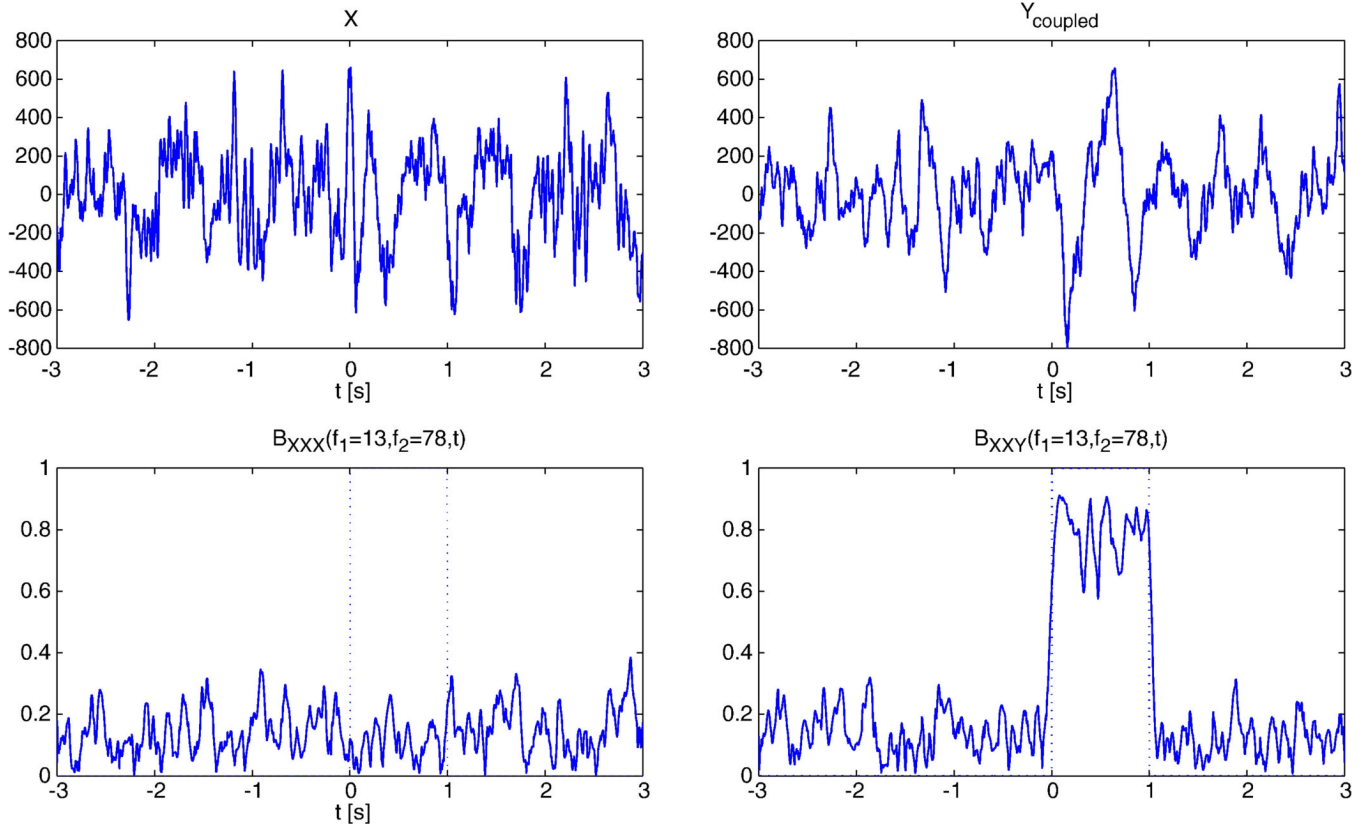 X
800
600
400
200
0
-200
-400
-600
-800
-3 -2 -1 0 1 2 3
t [s]
Y_coupled
800
600
400
200
0
-200
-400
-600
-800
-3 -2 -1 0 1 2 3
t [s]
B_XXX(f_1=13,f_2=78,t)
1
0.8
0.6
0.4
0.2
0
-3 -2 -1 0 1 2 3
t [s]
B_XXY(f_1=13,f_2=78,t)
1
0.8
0.6
0.4
0.2
0
-3 -2 -1 0 1 2 3